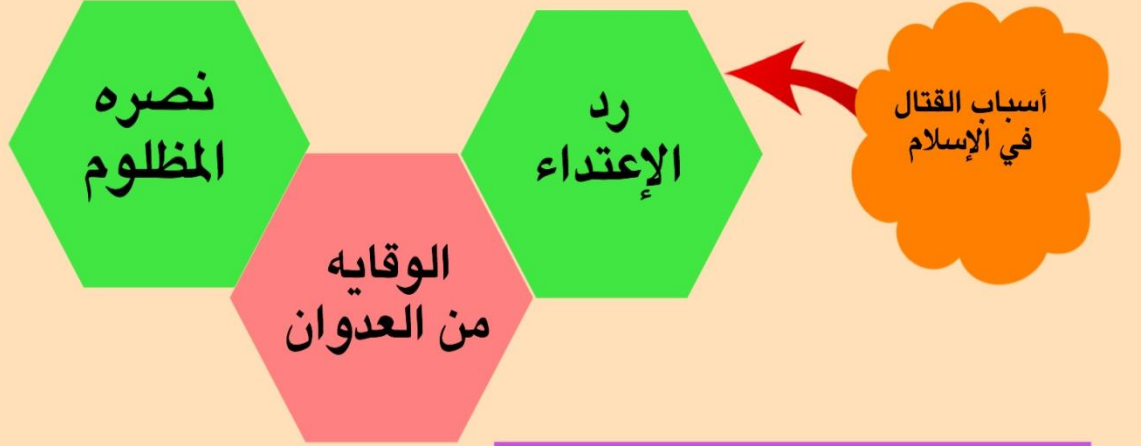 أسباب القتال
في الإسلام
رد
الإعتداء
الوقايه
من العدوان
نصره
المظلوم